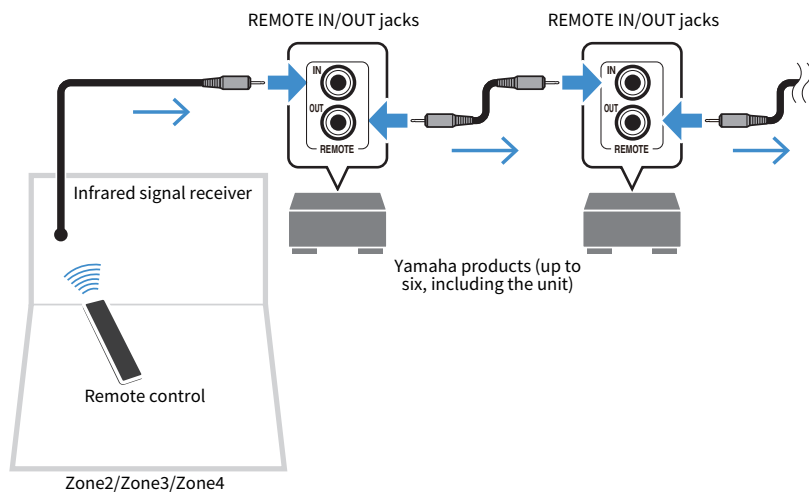 REMOTE IN/OUT jacks
REMOTE IN/OUT jacks
IN
OUT
REMOTE
IN
OUT
REMOTE
Infrared signal receiver
Yamaha products (up to
six, including the unit)
Remote control
Zone2/Zone3/Zone4